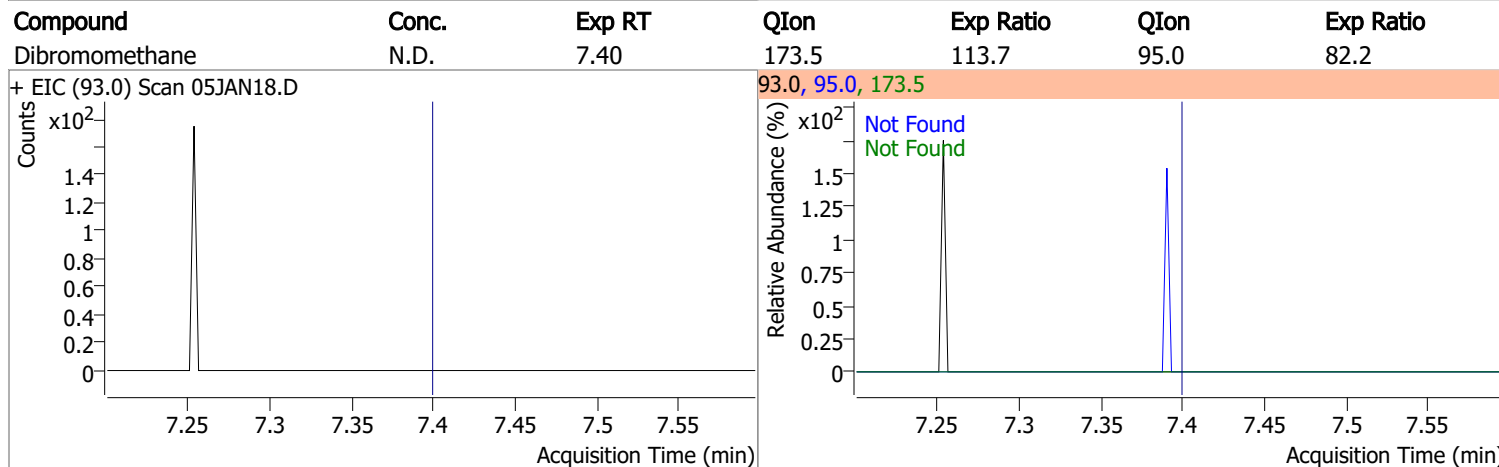 Compound Conc. Exp RT QIon Exp Ratio QIon Exp Ratio
Dibromomethane N.D. 7.40 173.5 113.7 95.0 82.2
+ EIC (93.0) Scan 05JAN18.D
Counts
x10²
1.4
1.2
1
0.8
0.6
0.4
0.2
0
7.25 7.3 7.35 7.4 7.45 7.5 7.55
Acquisition Time (min)
93.0, 95.0, 173.5
Relative Abundance (%)
x10²
Not Found
Not Found
1.5
1.25
1
0.75
0.5
0.25
0
7.25 7.3 7.35 7.4 7.45 7.5 7.55
Acquisition Time (min)